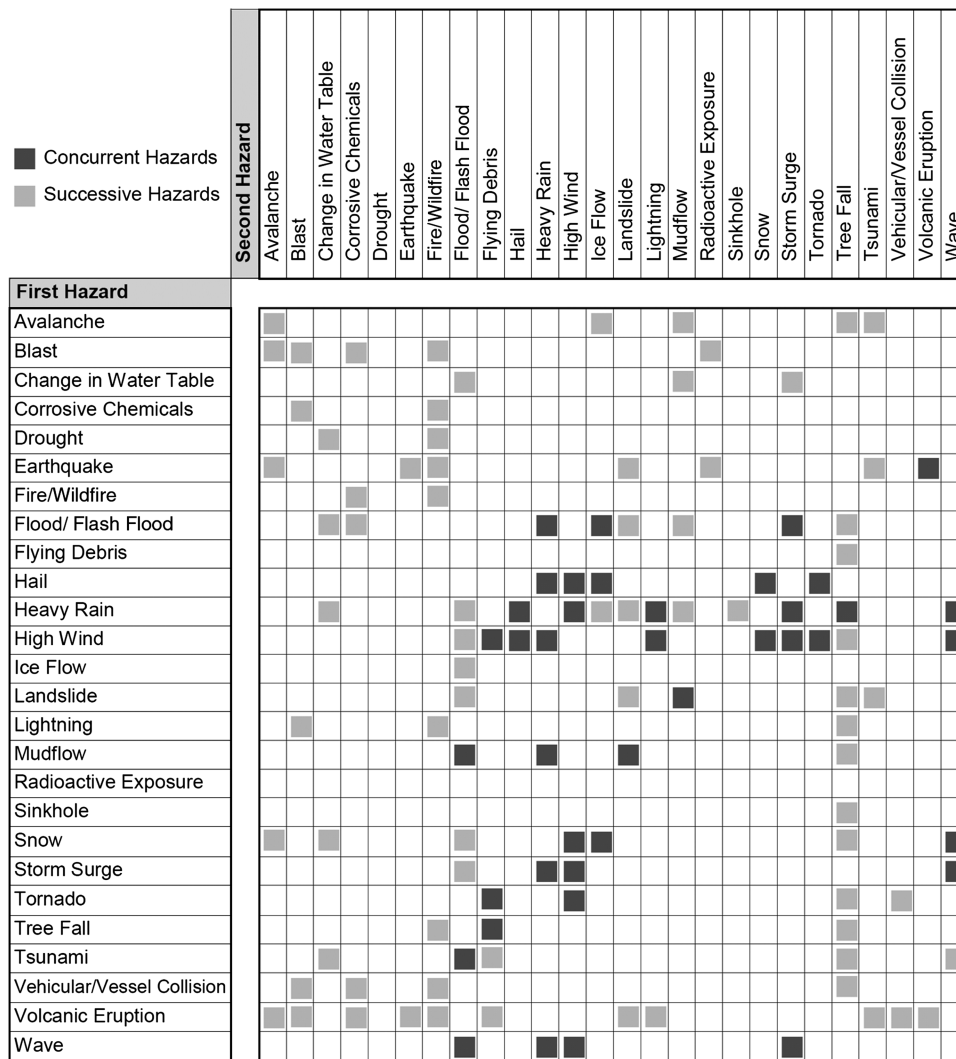 Concurrent Hazards
Successive Hazards
Second Hazard
Avalanche
Blast
Change in Water Table
Corrosive Chemicals
Drought
Earthquake
Fire/Wildfire
Flood/ Flash Flood
Flying Debris
Hail
Heavy Rain
High Wind
Ice Flow
Landslide
Lightning
Mudflow
Radioactive Exposure
Sinkhole
Snow
Storm Surge
Tornado
Tree Fall
Tsunami
Vehicular/Vessel Collision
Volcanic Eruption
Wave
First Hazard
Avalanche
Blast
Change in Water Table
Corrosive Chemicals
Drought
Earthquake
Fire/Wildfire
Flood/ Flash Flood
Flying Debris
Hail
Heavy Rain
High Wind
Ice Flow
Landslide
Lightning
Mudflow
Radioactive Exposure
Sinkhole
Snow
Storm Surge
Tornado
Tree Fall
Tsunami
Vehicular/Vessel Collision
Volcanic Eruption
Wave